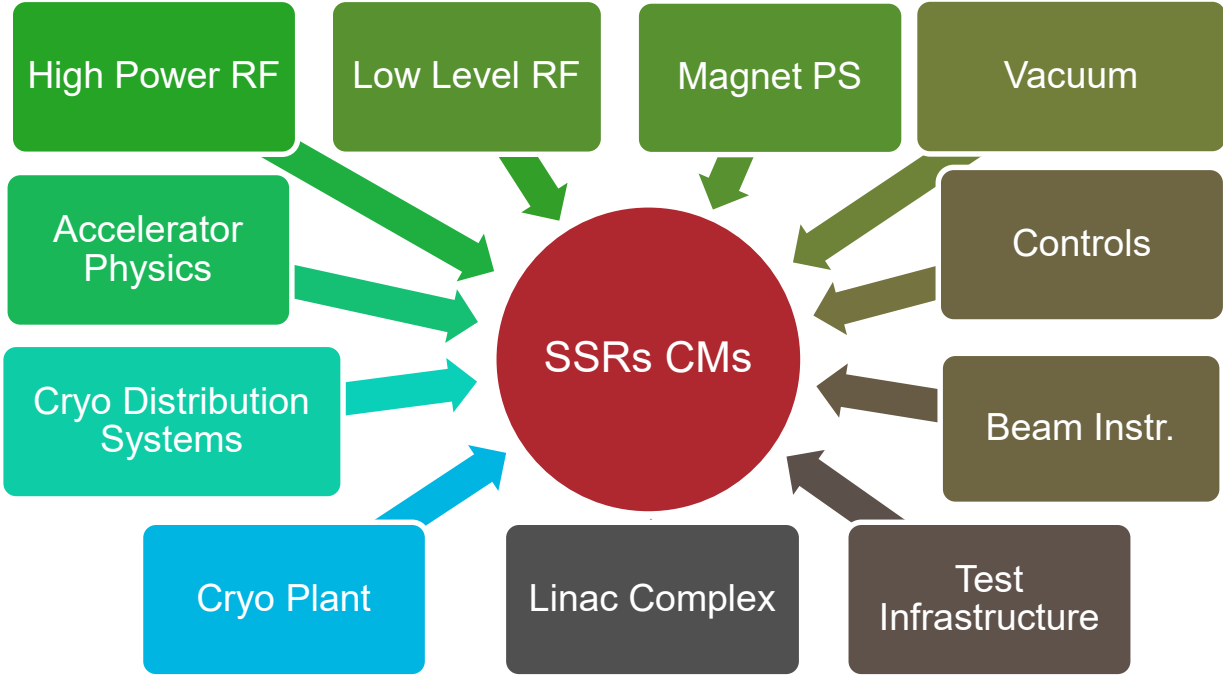 High Power RF
Low Level RF
Magnet PS
Vacuum
Accelerator
Physics
Controls
SSRs CMs
Cryo Distribution
Systems
Beam Instr.
Cryo Plant
Linac Complex
Test
Infrastructure